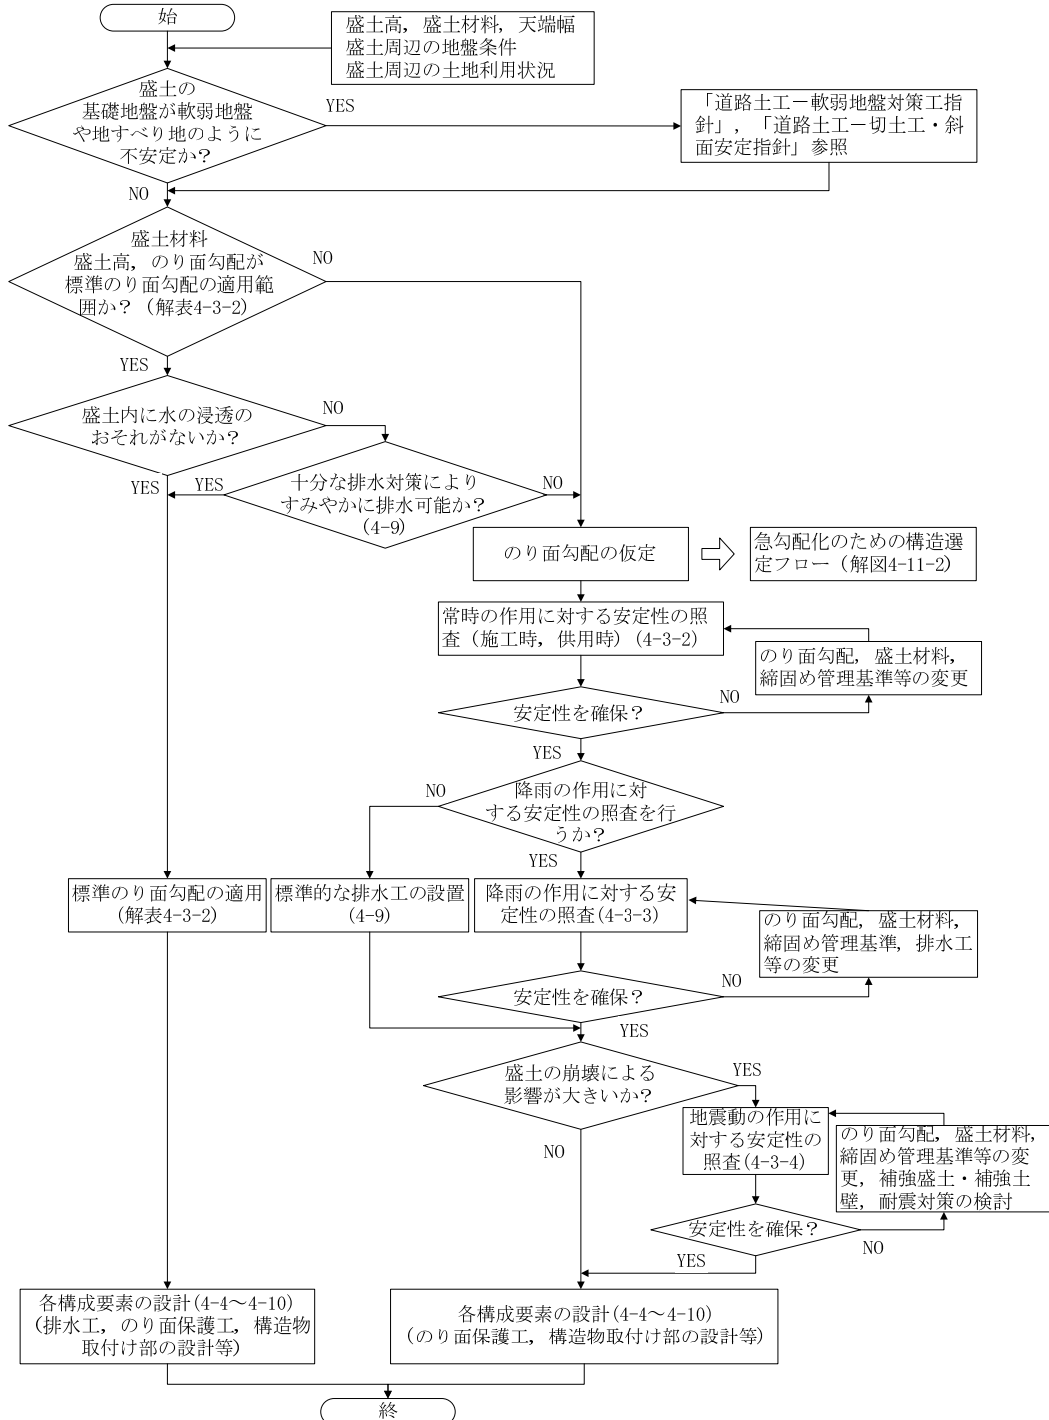 始
盛土高，盛土材料，天端幅
盛土周辺の地盤条件
盛土周辺の土地利用状況
盛土の
基礎地盤が軟弱地盤
や地すべり地のように
不安定か？
YES
「道路土工－軟弱地盤対策工指
針」，「道路土工－切土工・斜
面安定指針」参照
NO
盛土材料
盛土高，のり面勾配が
標準のり面勾配の適用範
囲か？（解表4-3-2）
NO
YES
盛土内に水の浸透の
おそれがないか？
NO
YES
YES
十分な排水対策により
すみやかに排水可能か？
(4-9)
NO
のり面勾配の仮定
急勾配化のための構造選
定フロー（解図4-11-2）
常時の作用に対する安定性の照
査（施工時，供用時）(4-3-2)
のり面勾配，盛土材料，
締固め管理基準等の変更
安定性を確保？
NO
YES
降雨の作用に対
する安定性の照査を行
うか？
NO
YES
標準のり面勾配の適用
（解表4-3-2）
標準的な排水工の設置
(4-9)
降雨の作用に対する安
定性の照査(4-3-3)
のり面勾配，盛土材料，
締固め管理基準，排水工
等の変更
安定性を確保？
NO
YES
盛土の崩壊による
影響が大きいか？
YES
NO
地震動の作用に
対する安定性の
照査(4-3-4)
のり面勾配，盛土材料，
締固め管理基準等の変
更，補強盛土・補強土
壁，耐震対策の検討
安定性を確保？
NO
YES
各構成要素の設計(4-4～4-10)
（排水工，のり面保護工，構造物
取付け部の設計等）
各構成要素の設計(4-4～4-10)
（のり面保護工，構造物取付け部の設計等）
終